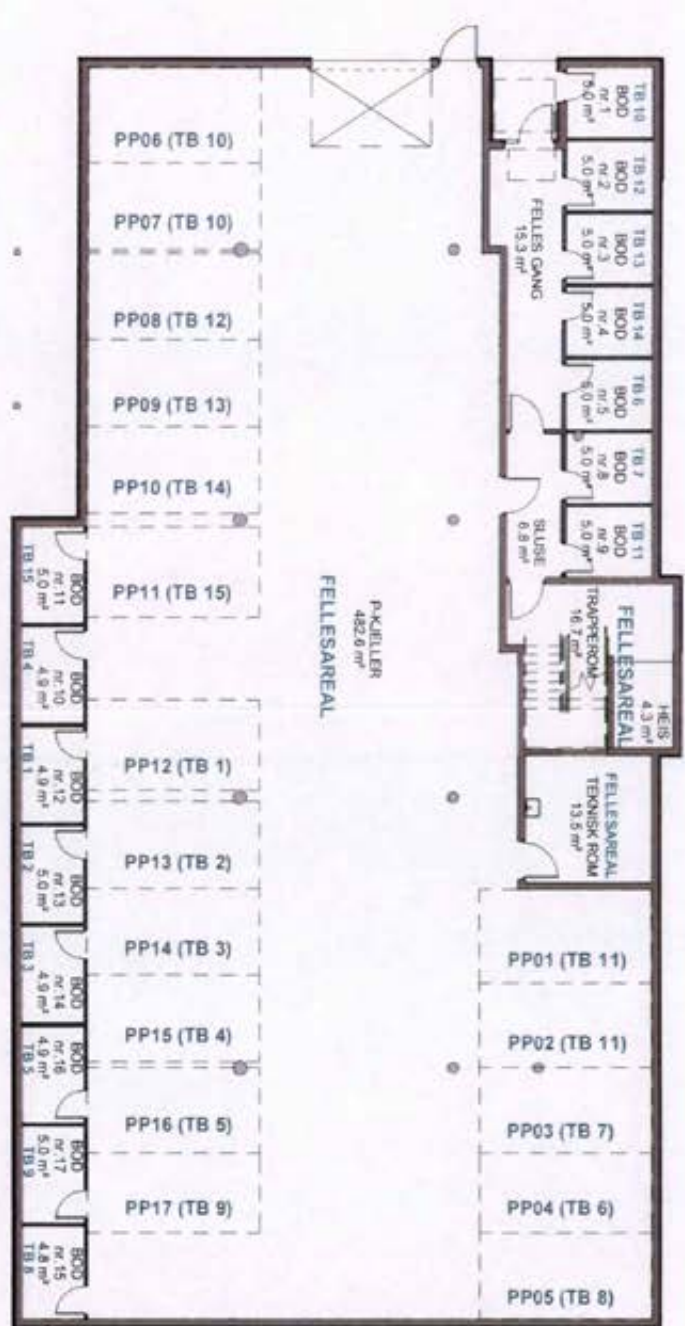 TB 10
BOD
nr.1
5.0 m²
TB 12
BOD
nr.2
5.0 m²
TB 13
BOD
nr.3
5.0 m²
TB 14
BOD
nr.4
5.0 m²
TB 6
BOD
nr.5
5.0 m²
TB 7
BOD
nr.8
5.0 m²
TB 11
BOD
nr.9
5.0 m²
FELLES GANG
15.3 m²
SLUSE
6.8 m²
FELLESAREAL
TRAPPEROM
16.7 m²
HEIS
4.3 m²
FELLESAREAL
TEKNISK ROM
13.5 m²
P-KJELLER
482.6 m²
FELLESAREAL
PP06 (TB 10)
PP07 (TB 10)
PP08 (TB 12)
PP09 (TB 13)
PP10 (TB 14)
PP11 (TB 15)
PP12 (TB 1)
PP13 (TB 2)
PP14 (TB 3)
PP15 (TB 4)
PP16 (TB 5)
PP17 (TB 9)
PP01 (TB 11)
PP02 (TB 11)
PP03 (TB 7)
PP04 (TB 6)
PP05 (TB 8)
BOD
nr.11
5.0 m²
TB 15
BOD
nr.10
4.9 m²
TB 4
BOD
nr.12
4.9 m²
TB 1
BOD
nr.13
5.0 m²
TB 2
BOD
nr.14
4.9 m²
TB 3
BOD
nr.16
4.9 m²
TB 5
BOD
nr.17
5.0 m²
TB 9
BOD
nr.15
4.8 m²
TB 8